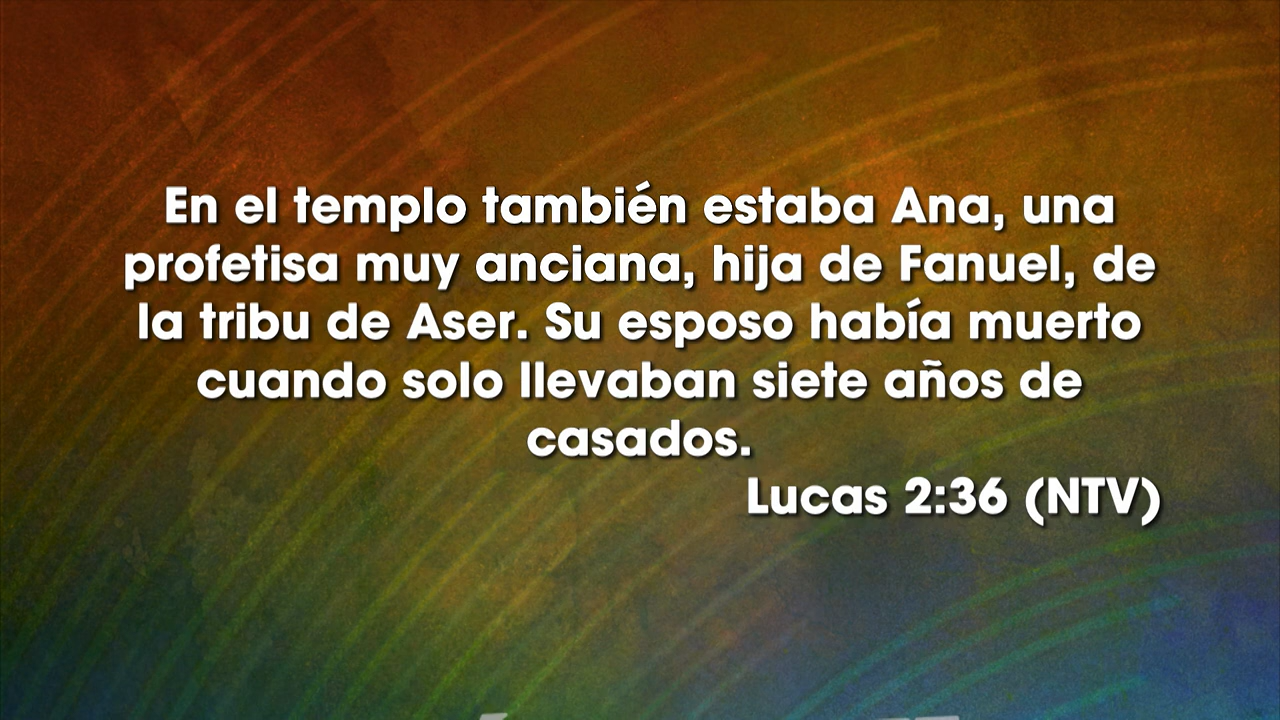 En el templo también estaba Ana, una
profetisa muy anciana, hija de Fanuel, de
la tribu de Aser. Su esposo había muerto
cuando solo llevaban siete años de
casados.
Lucas 2:36 (NTV)